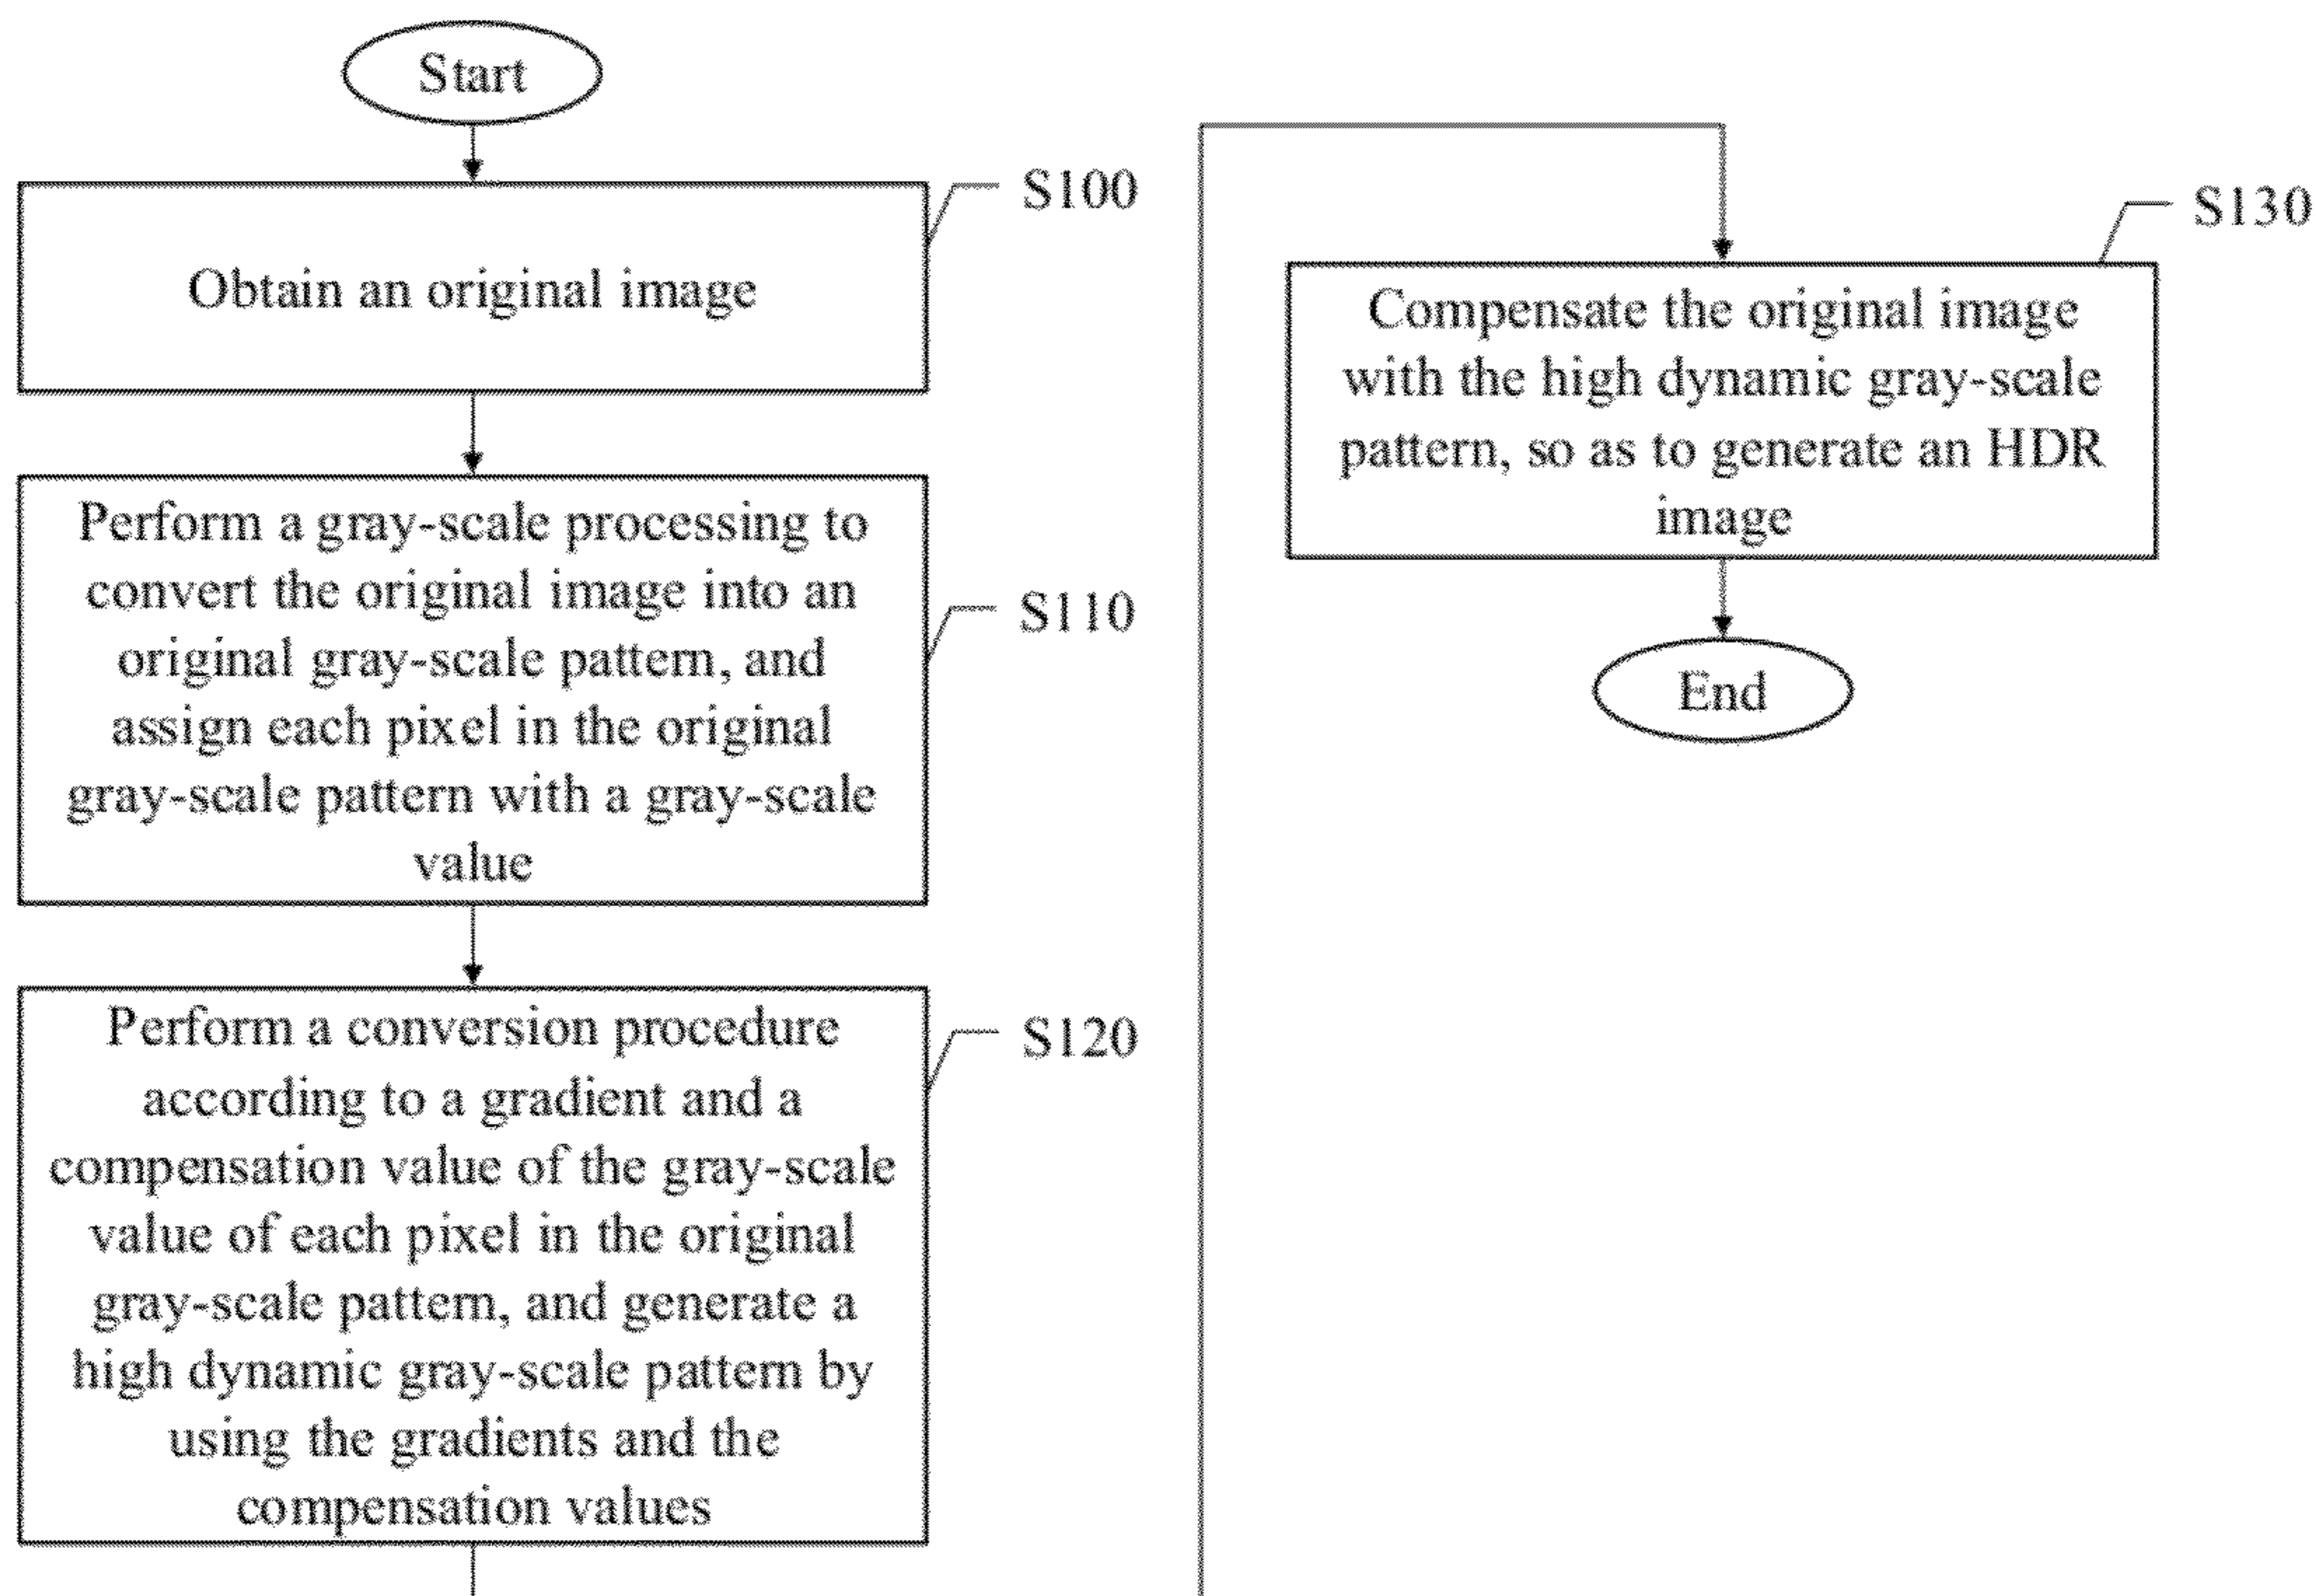 Start
S100
Obtain an original image
Perform a gray-scale processing to
convert the original image into an
original gray-scale pattern, and
assign each pixel in the original
gray-scale pattern with a gray-scale
value
S110
Perform a conversion procedure
according to a gradient and a
compensation value of the gray-scale
value of each pixel in the original
gray-scale pattern, and generate a
high dynamic gray-scale pattern by
using the gradients and the
compensation values
S120
S130
Compensate the original image
with the high dynamic gray-scale
pattern, so as to generate an HDR
image
End